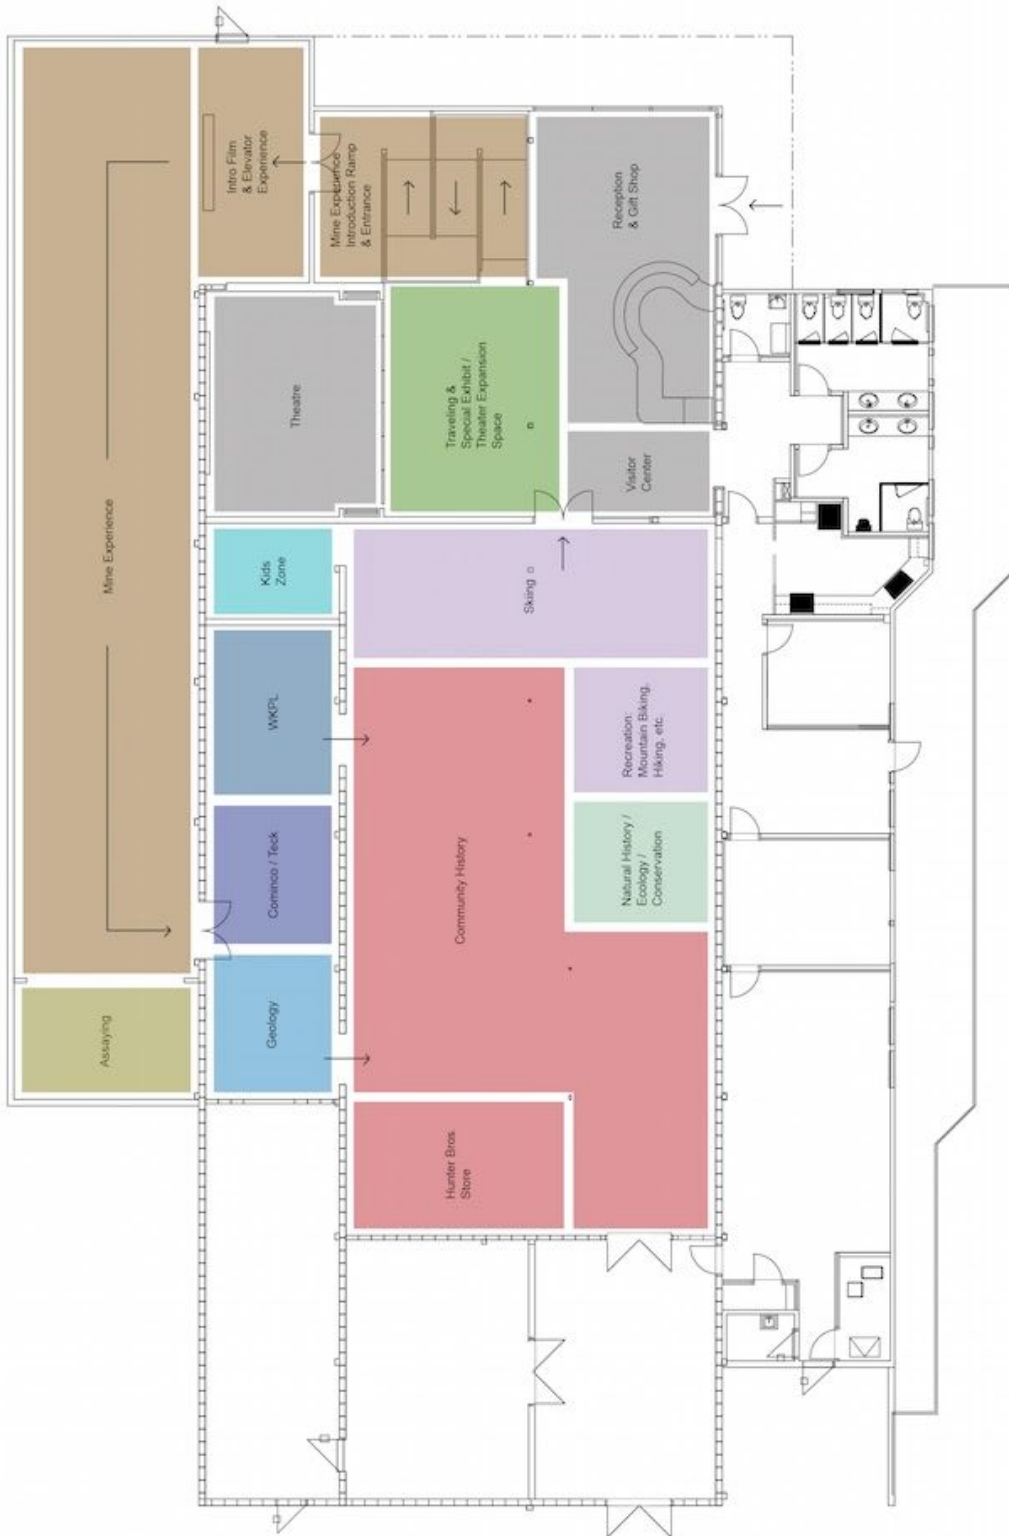 Intro Film
& Elevator
Experience
Mine Experience
Introduction Ramp
& Entrance
Reception
& Gift Shop
Theatre
Traveling &
Special Exhibit /
Theater Expansion
Space
Visitor
Center
Mine Experience
Kids
Zone
Skiing
WKPL
Recreation:
Mountain Biking,
Hiking, etc.
Cominco / Teck
Community History
Natural History /
Ecology /
Conservation
Assaying
Geology
Hunter Bros
Store